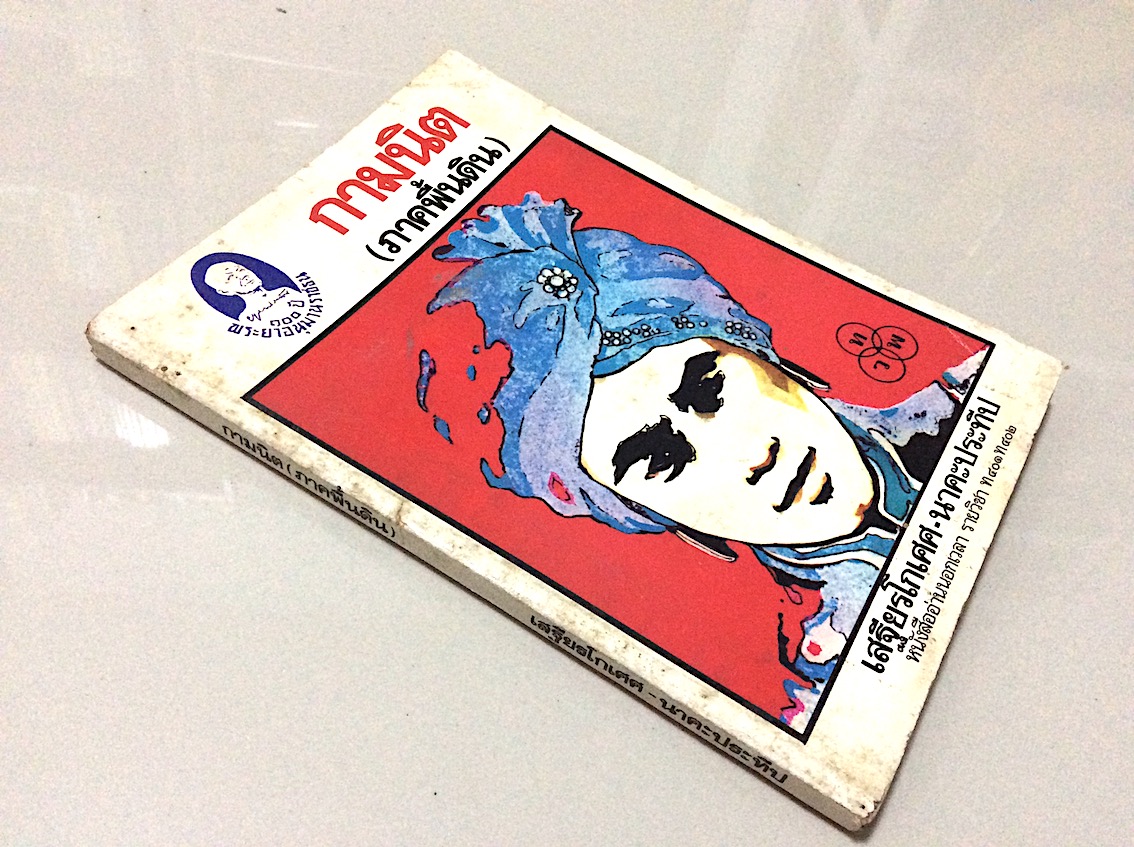 กามนิต
(ภาคพื้นดิน)
๑๐๐ ปี
พระยาอนุมานราชธน
ท
พ
ว
เสฐียรโกเศศ-นาคะประทีป
หนังสืออ่านนอกเวลา รายวิชา ท๔๐๑ ท๔๐๒
กามนิต (ภาคพื้นดิน)
เสฐียรโกเศศ - นาคะประทีป